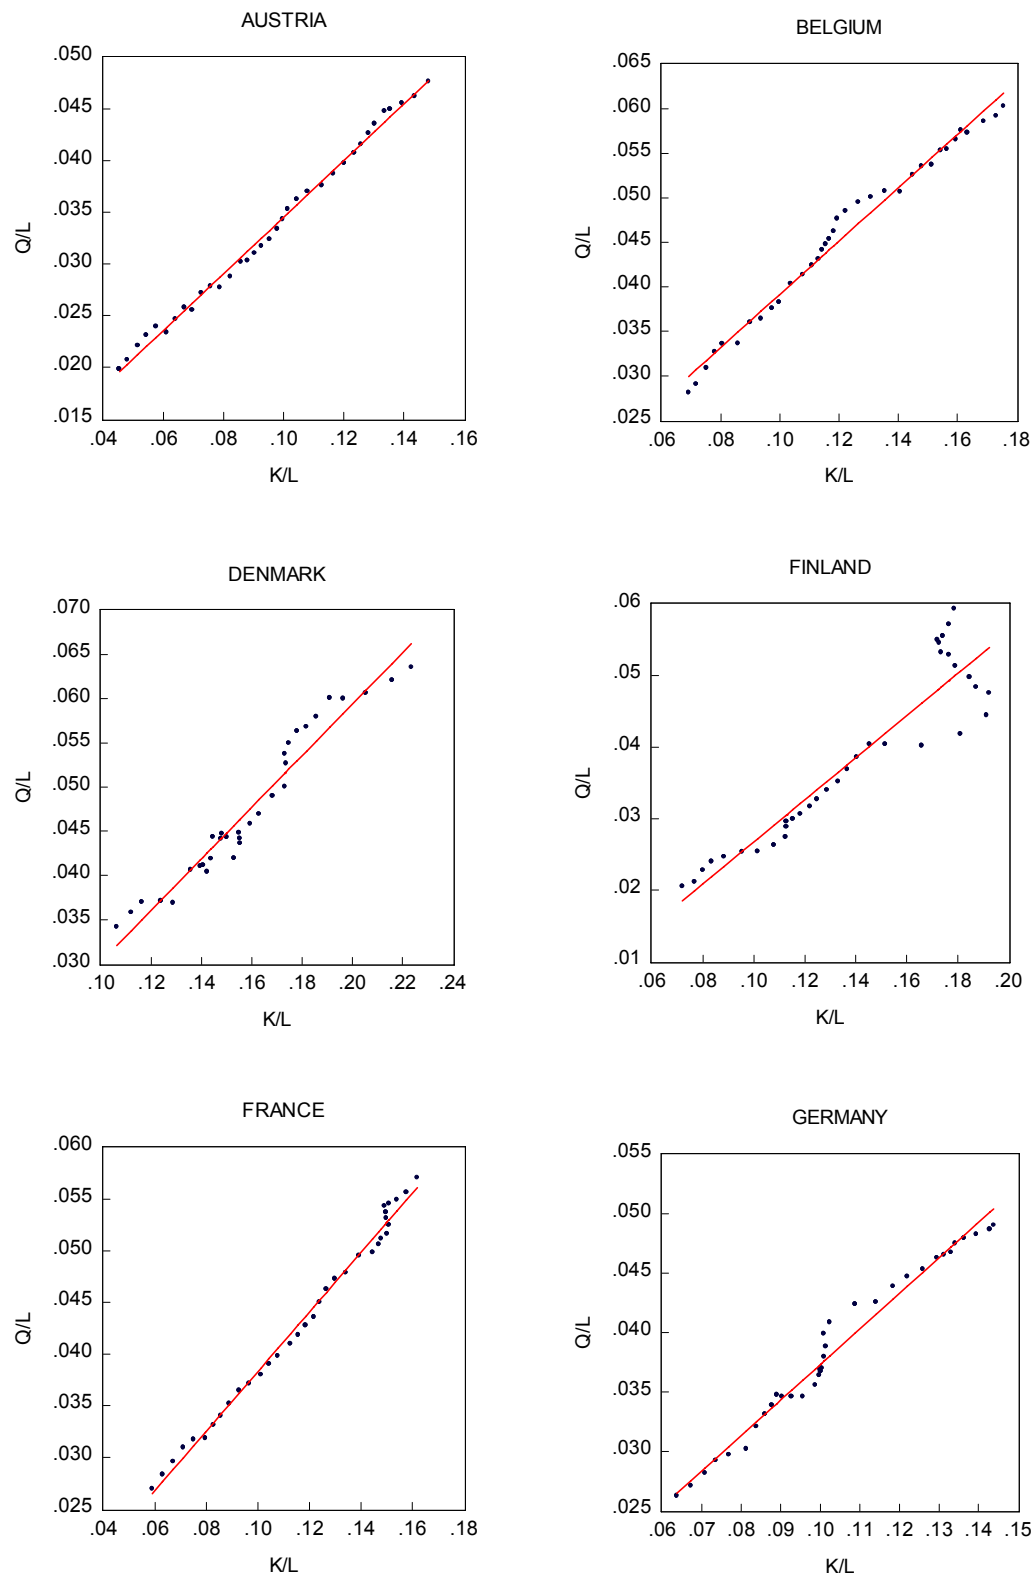 AUSTRIA
.050
.045
.040
.035
.030
.025
.020
.015
Q/L
.04 .06 .08 .10 .12 .14 .16
K/L
BELGIUM
.065
.060
.055
.050
.045
.040
.035
.030
.025
Q/L
.06 .08 .10 .12 .14 .16 .18
K/L
DENMARK
.070
.065
.060
.055
.050
.045
.040
.035
.030
Q/L
.10 .12 .14 .16 .18 .20 .22 .24
K/L
FINLAND
.06
.05
.04
.03
.02
.01
Q/L
.06 .08 .10 .12 .14 .16 .18 .20
K/L
FRANCE
.060
.055
.050
.045
.040
.035
.030
.025
Q/L
.04 .06 .08 .10 .12 .14 .16 .18
K/L
GERMANY
.055
.050
.045
.040
.035
.030
.025
Q/L
.06 .07 .08 .09 .10 .11 .12 .13 .14 .15
K/L